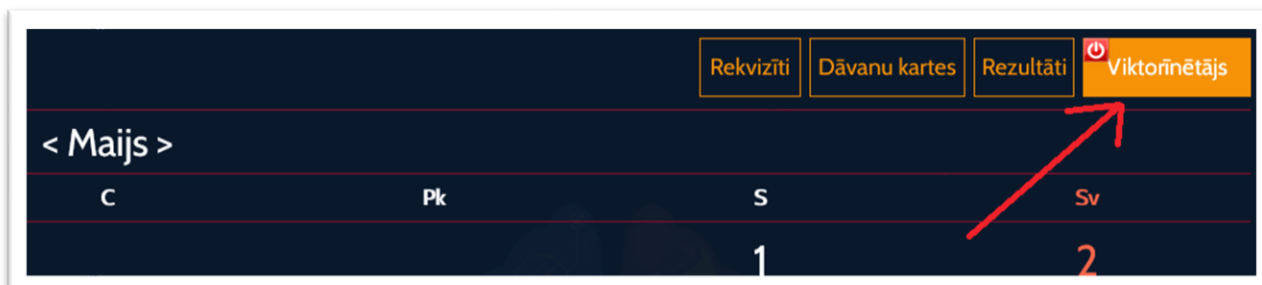 Rekvizīti Dāvanu kartes Rezultāti Viktorīnētājs
< Maijs >
C Pk S Sv
1 2